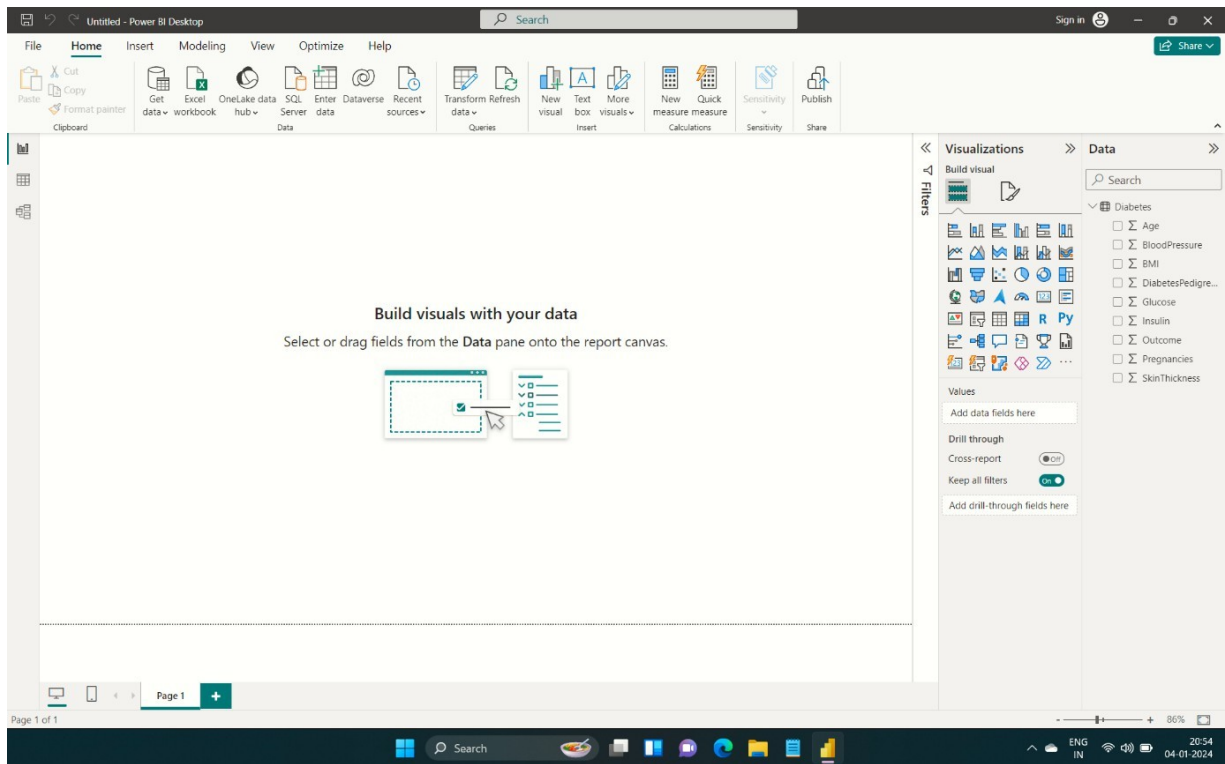 Untitled - Power BI Desktop
Search
Sign in
File Home Insert Modeling View Optimize Help
Share
Paste
Cut
Copy
Format painter
Clipboard
Get data
Excel workbook
OneLake data hub
SQL Server
Enter data
Dataverse
Recent sources
Data
Transform data
Refresh
Queries
New visual
Text box
More visuals
Insert
New measure
Quick measure
Calculations
Sensitivity
Sensitivity
Publish
Share
Build visuals with your data
Select or drag fields from the Data pane onto the report canvas.
Filters
Visualizations
Build visual
R Py
123
Values
Add data fields here
Drill through
Cross-report
Off
Keep all filters
On
Add drill-through fields here
Data
Search
Diabetes
Age
BloodPressure
BMI
DiabetesPedigre...
Glucose
Insulin
Outcome
Pregnancies
SkinThickness
Page 1
Page 1 of 1
86%
Search
ENG
IN
20:54
04-01-2024